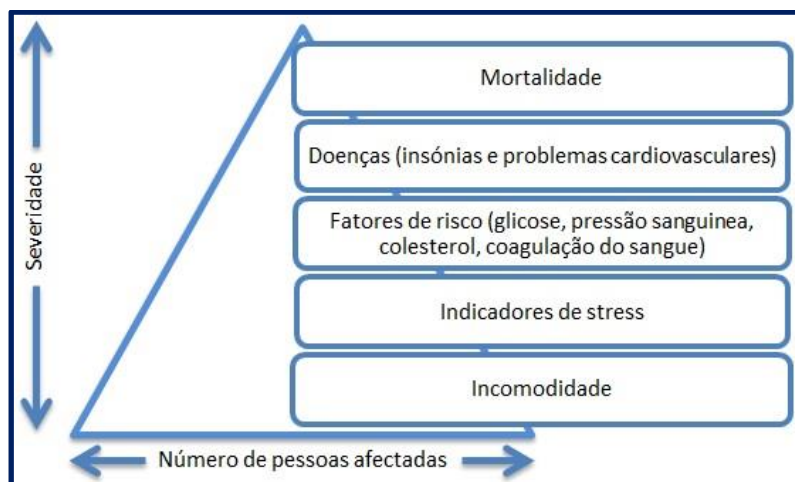 Severidade
Mortalidade
Doenças (insónias e problemas cardiovasculares)
Fatores de risco (glicose, pressão sanguinea,
colesterol, coagulação do sangue)
Indicadores de stress
Incomodidade
Número de pessoas afectadas